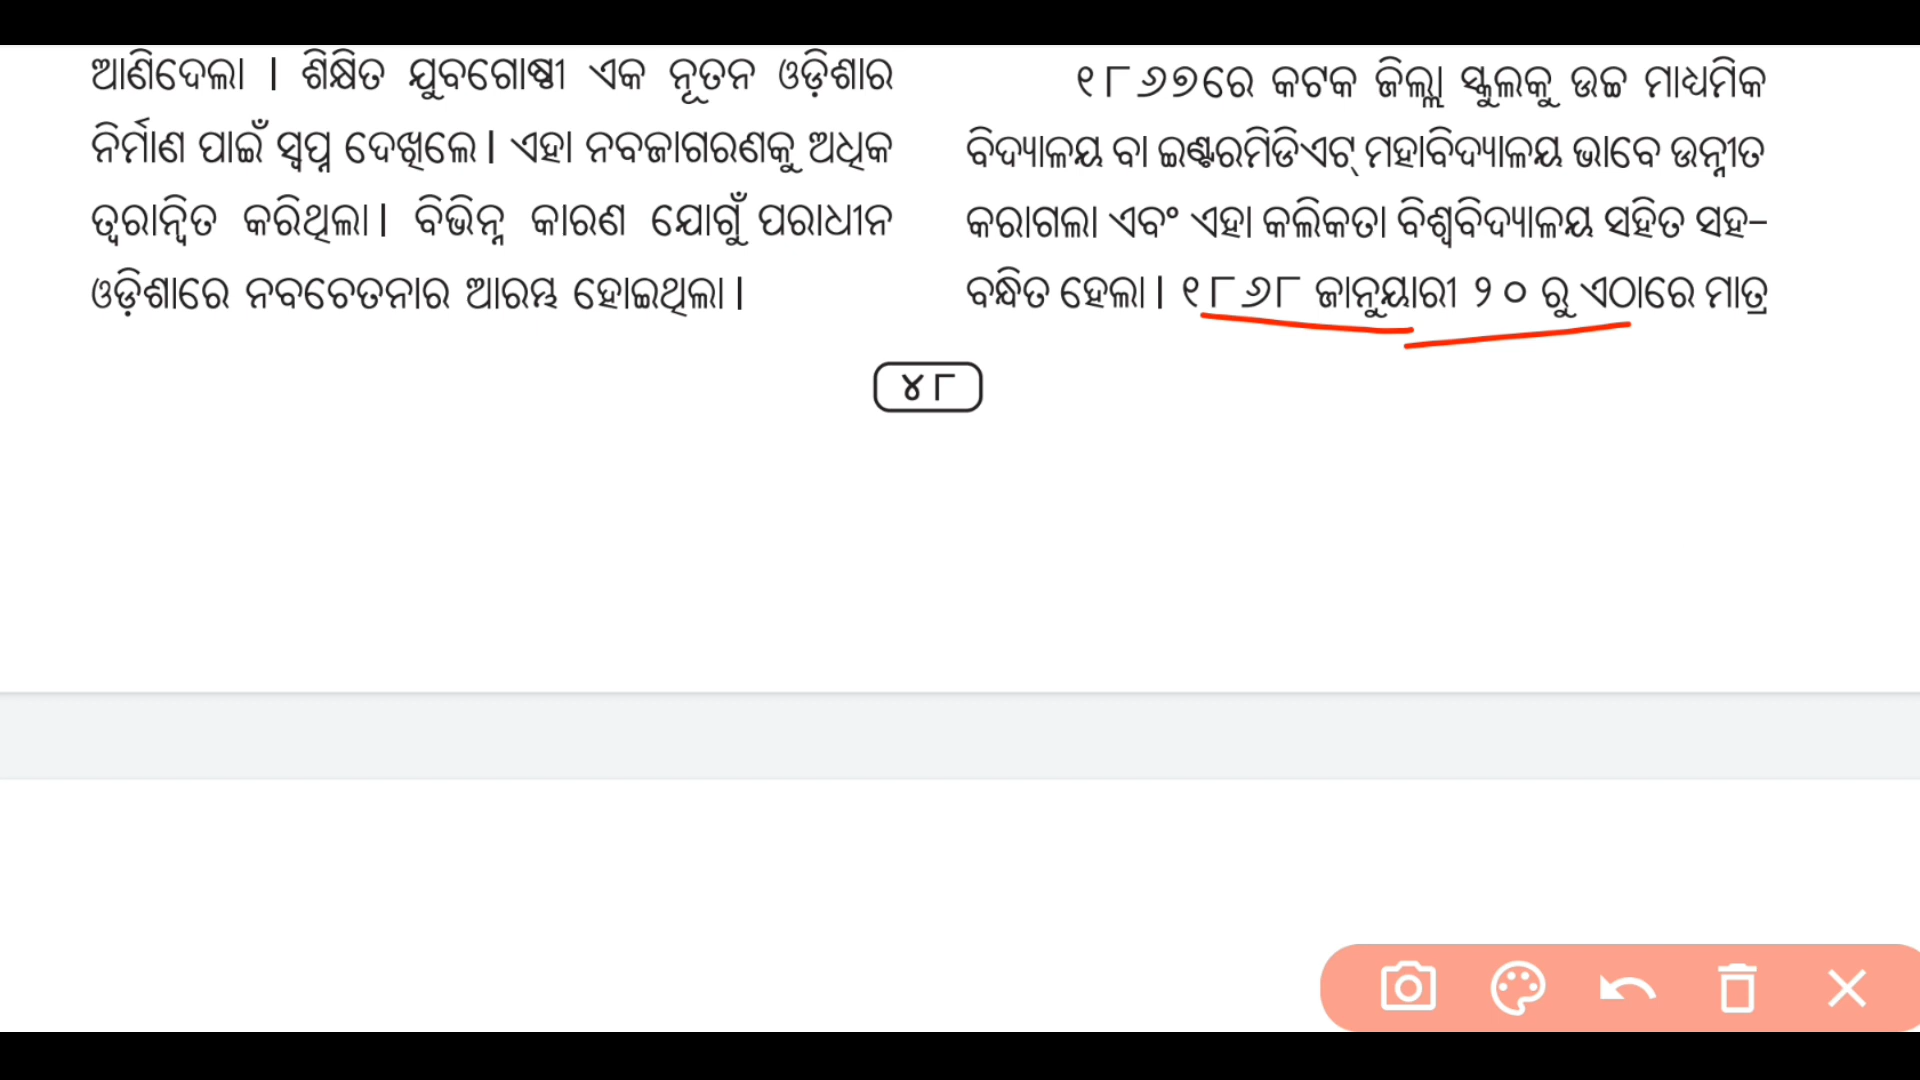 ଆଣିଦେଲା । ଶିକ୍ଷିତ ଯୁବଗୋଷ୍ଠୀ ଏକ ନୂତନ ଓଡ଼ିଶାର
ନିର୍ମାଣ ପାଇଁ ସ୍ୱପ୍ନ ଦେଖିଲେ । ଏହା ନବଜାଗରଣକୁ ଅଧିକ
ତ୍ୱରାନ୍ୱିତ କରିଥିଲା । ବିଭିନ୍ନ କାରଣ ଯୋଗୁଁ ପରାଧୀନ
ଓଡ଼ିଶାରେ ନବଚେତନାର ଆରମ୍ଭ ହୋଇଥିଲା ।
୧୮୬୭ରେ କଟକ ଜିଲ୍ଲା ସ୍କୁଲକୁ ଉଚ୍ଚ ମାଧ୍ୟମିକ
ବିଦ୍ୟାଳୟ ବା ଇଣ୍ଟରମିଡିଏଟ୍ ମହାବିଦ୍ୟାଳୟ ଭାବେ ଉନ୍ନୀତ
କରାଗଲା ଏବଂ ଏହା କଲିକତା ବିଶ୍ୱବିଦ୍ୟାଳୟ ସହିତ ସହ-
ବନ୍ଧିତ ହେଲା । ୧୮୬୮ ଜାନୁୟାରୀ ୨୦ ରୁ ଏଠାରେ ମାତ୍ର
୪୮